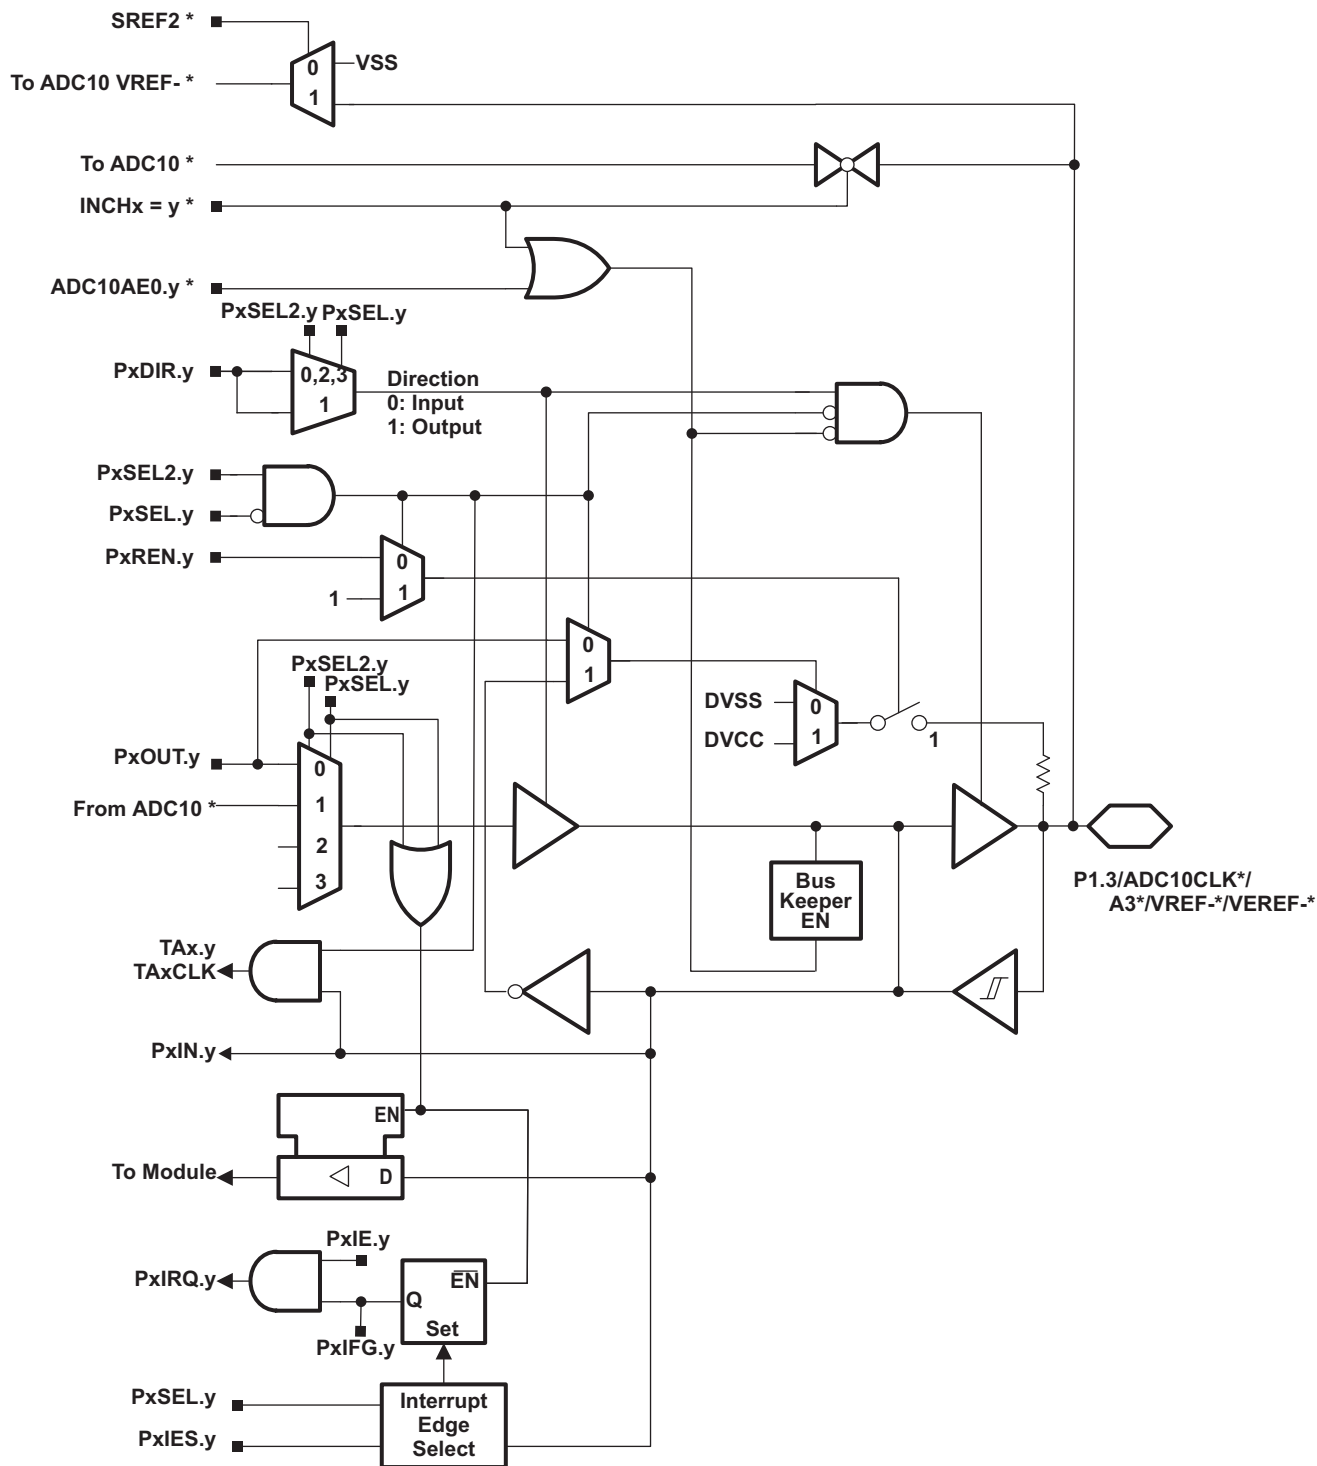 SREF2 *
0
VSS
To ADC10 VREF- *
1
To ADC10 *
INCHx = y *
ADC10AE0.y *
PxSEL2.y PxSEL.y
PxDIR.y
0,2,3
1
Direction
0: Input
1: Output
PxSEL2.y
PxSEL.y
PxREN.y
0
1
1
0
1
PxSEL2.y
PxSEL.y
DVSS
0
DVCC
1
1
PxOUT.y
0
From ADC10 *
1
2
3
Bus
Keeper
EN
P1.3/ADC10CLK*/
A3*/VREF-*/VEREF-*
TAx.y
TAxCLK
PxIN.y
EN
To Module
D
PxIE.y
PxIRQ.y
EN
Q
Set
PxIFG.y
PxSEL.y
PxIES.y
Interrupt
Edge
Select